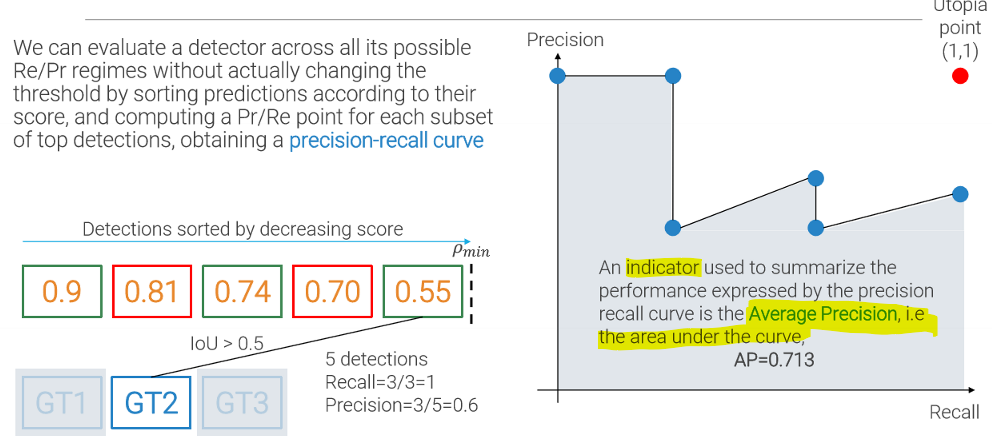 We can evaluate a detector across all its possible
Re/Pr regimes without actually changing the
threshold by sorting predictions according to their
score, and computing a Pr/Re point for each subset
of top detections, obtaining a precision-recall curve
Detections sorted by decreasing score
ρmin
0.9 0.81 0.74 0.70 0.55
IoU > 0.5
5 detections
Recall=3/3=1
Precision=3/5=0.6
GT1 GT2 GT3
Utopia
point
(1,1)
Precision
An indicator used to summarize the
performance expressed by the precision
recall curve is the Average Precision, i.e
the area under the curve,
AP=0.713
Recall